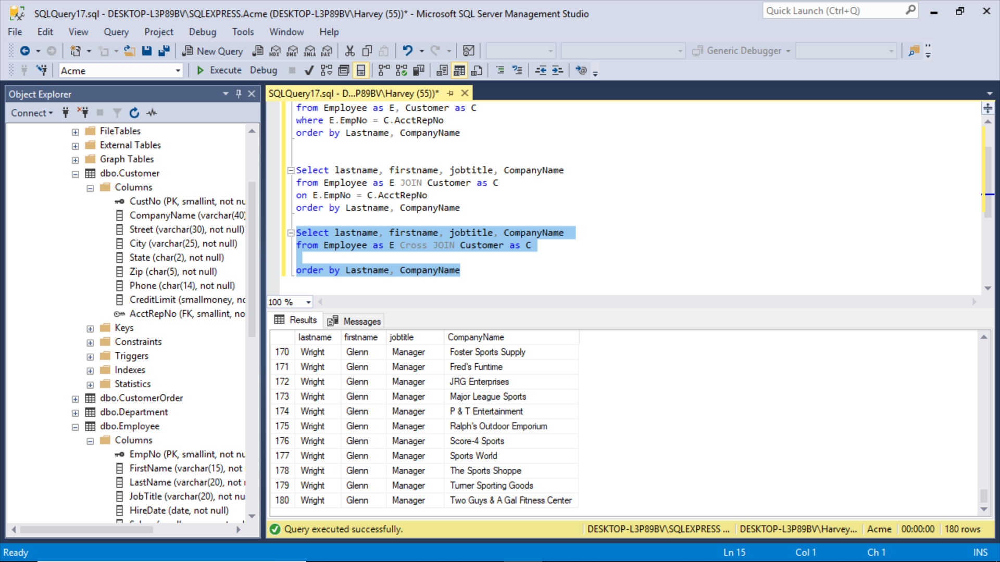 SQLQuery17.sql - DESKTOP-L3P89BV\SQLEXPRESS.Acme (DESKTOP-L3P89BV\Harvey (55))* - Microsoft SQL Server Management Studio
Quick Launch (Ctrl+Q)
File Edit View Query Project Debug Tools Window Help
New Query MDX DMX XMLA DAX Generic Debugger
Acme Execute Debug
Object Explorer
Connect
FileTables
External Tables
Graph Tables
dbo.Customer
Columns
CustNo (PK, smallint, not nu
CompanyName (varchar(40)
Street (varchar(30), not null)
City (varchar(25), not null)
State (char(2), not null)
Zip (char(5), not null)
Phone (char(14), not null)
CreditLimit (smallmoney, no
AcctRepNo (FK, smallint, no
Keys
Constraints
Triggers
Indexes
Statistics
dbo.CustomerOrder
dbo.Department
dbo.Employee
Columns
EmpNo (PK, smallint, not nu
FirstName (varchar(15), not
LastName (varchar(20), not
JobTitle (varchar(20), not nu
HireDate (date, not null)
SQLQuery17.sql - D...P89BV\Harvey (55))*
from Employee as E, Customer as C
where E.EmpNo = C.AcctRepNo
order by Lastname, CompanyName
Select lastname, firstname, jobtitle, CompanyName
from Employee as E JOIN Customer as C
on E.EmpNo = C.AcctRepNo
order by Lastname, CompanyName
Select lastname, firstname, jobtitle, CompanyName
from Employee as E Cross JOIN Customer as C
order by Lastname, CompanyName
100 %
Results Messages
lastname firstname jobtitle CompanyName
170 Wright Glenn Manager Foster Sports Supply
171 Wright Glenn Manager Fred's Funtime
172 Wright Glenn Manager JRG Enterprises
173 Wright Glenn Manager Major League Sports
174 Wright Glenn Manager P & T Entertainment
175 Wright Glenn Manager Ralph's Outdoor Emporium
176 Wright Glenn Manager Score-4 Sports
177 Wright Glenn Manager Sports World
178 Wright Glenn Manager The Sports Shoppe
179 Wright Glenn Manager Turner Sporting Goods
180 Wright Glenn Manager Two Guys & A Gal Fitness Center
Query executed successfully. DESKTOP-L3P89BV\SQLEXPRESS ... DESKTOP-L3P89BV\Harvey... Acme 00:00:00 180 rows
Ready Ln 15 Col 1 Ch 1 INS